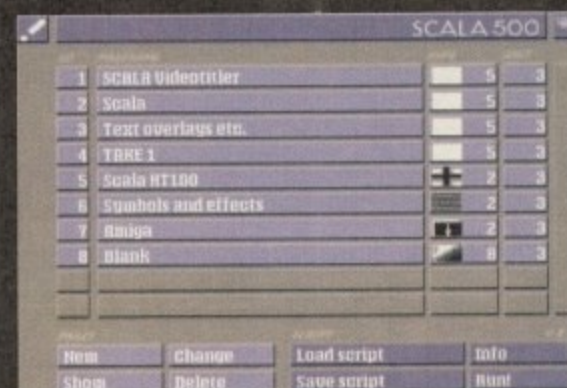 SCALA 500
1 SCALA Videotitler 5 3
2 Scala 5 3
3 Text overlays etc. 5 3
4 TAKE 1 5 3
5 Scala HT100 2 3
6 Symbols and effects 2 3
7 Amiga 2 3
8 Blank 8 3
New Change Load script Info
Show Delete Save script Run!